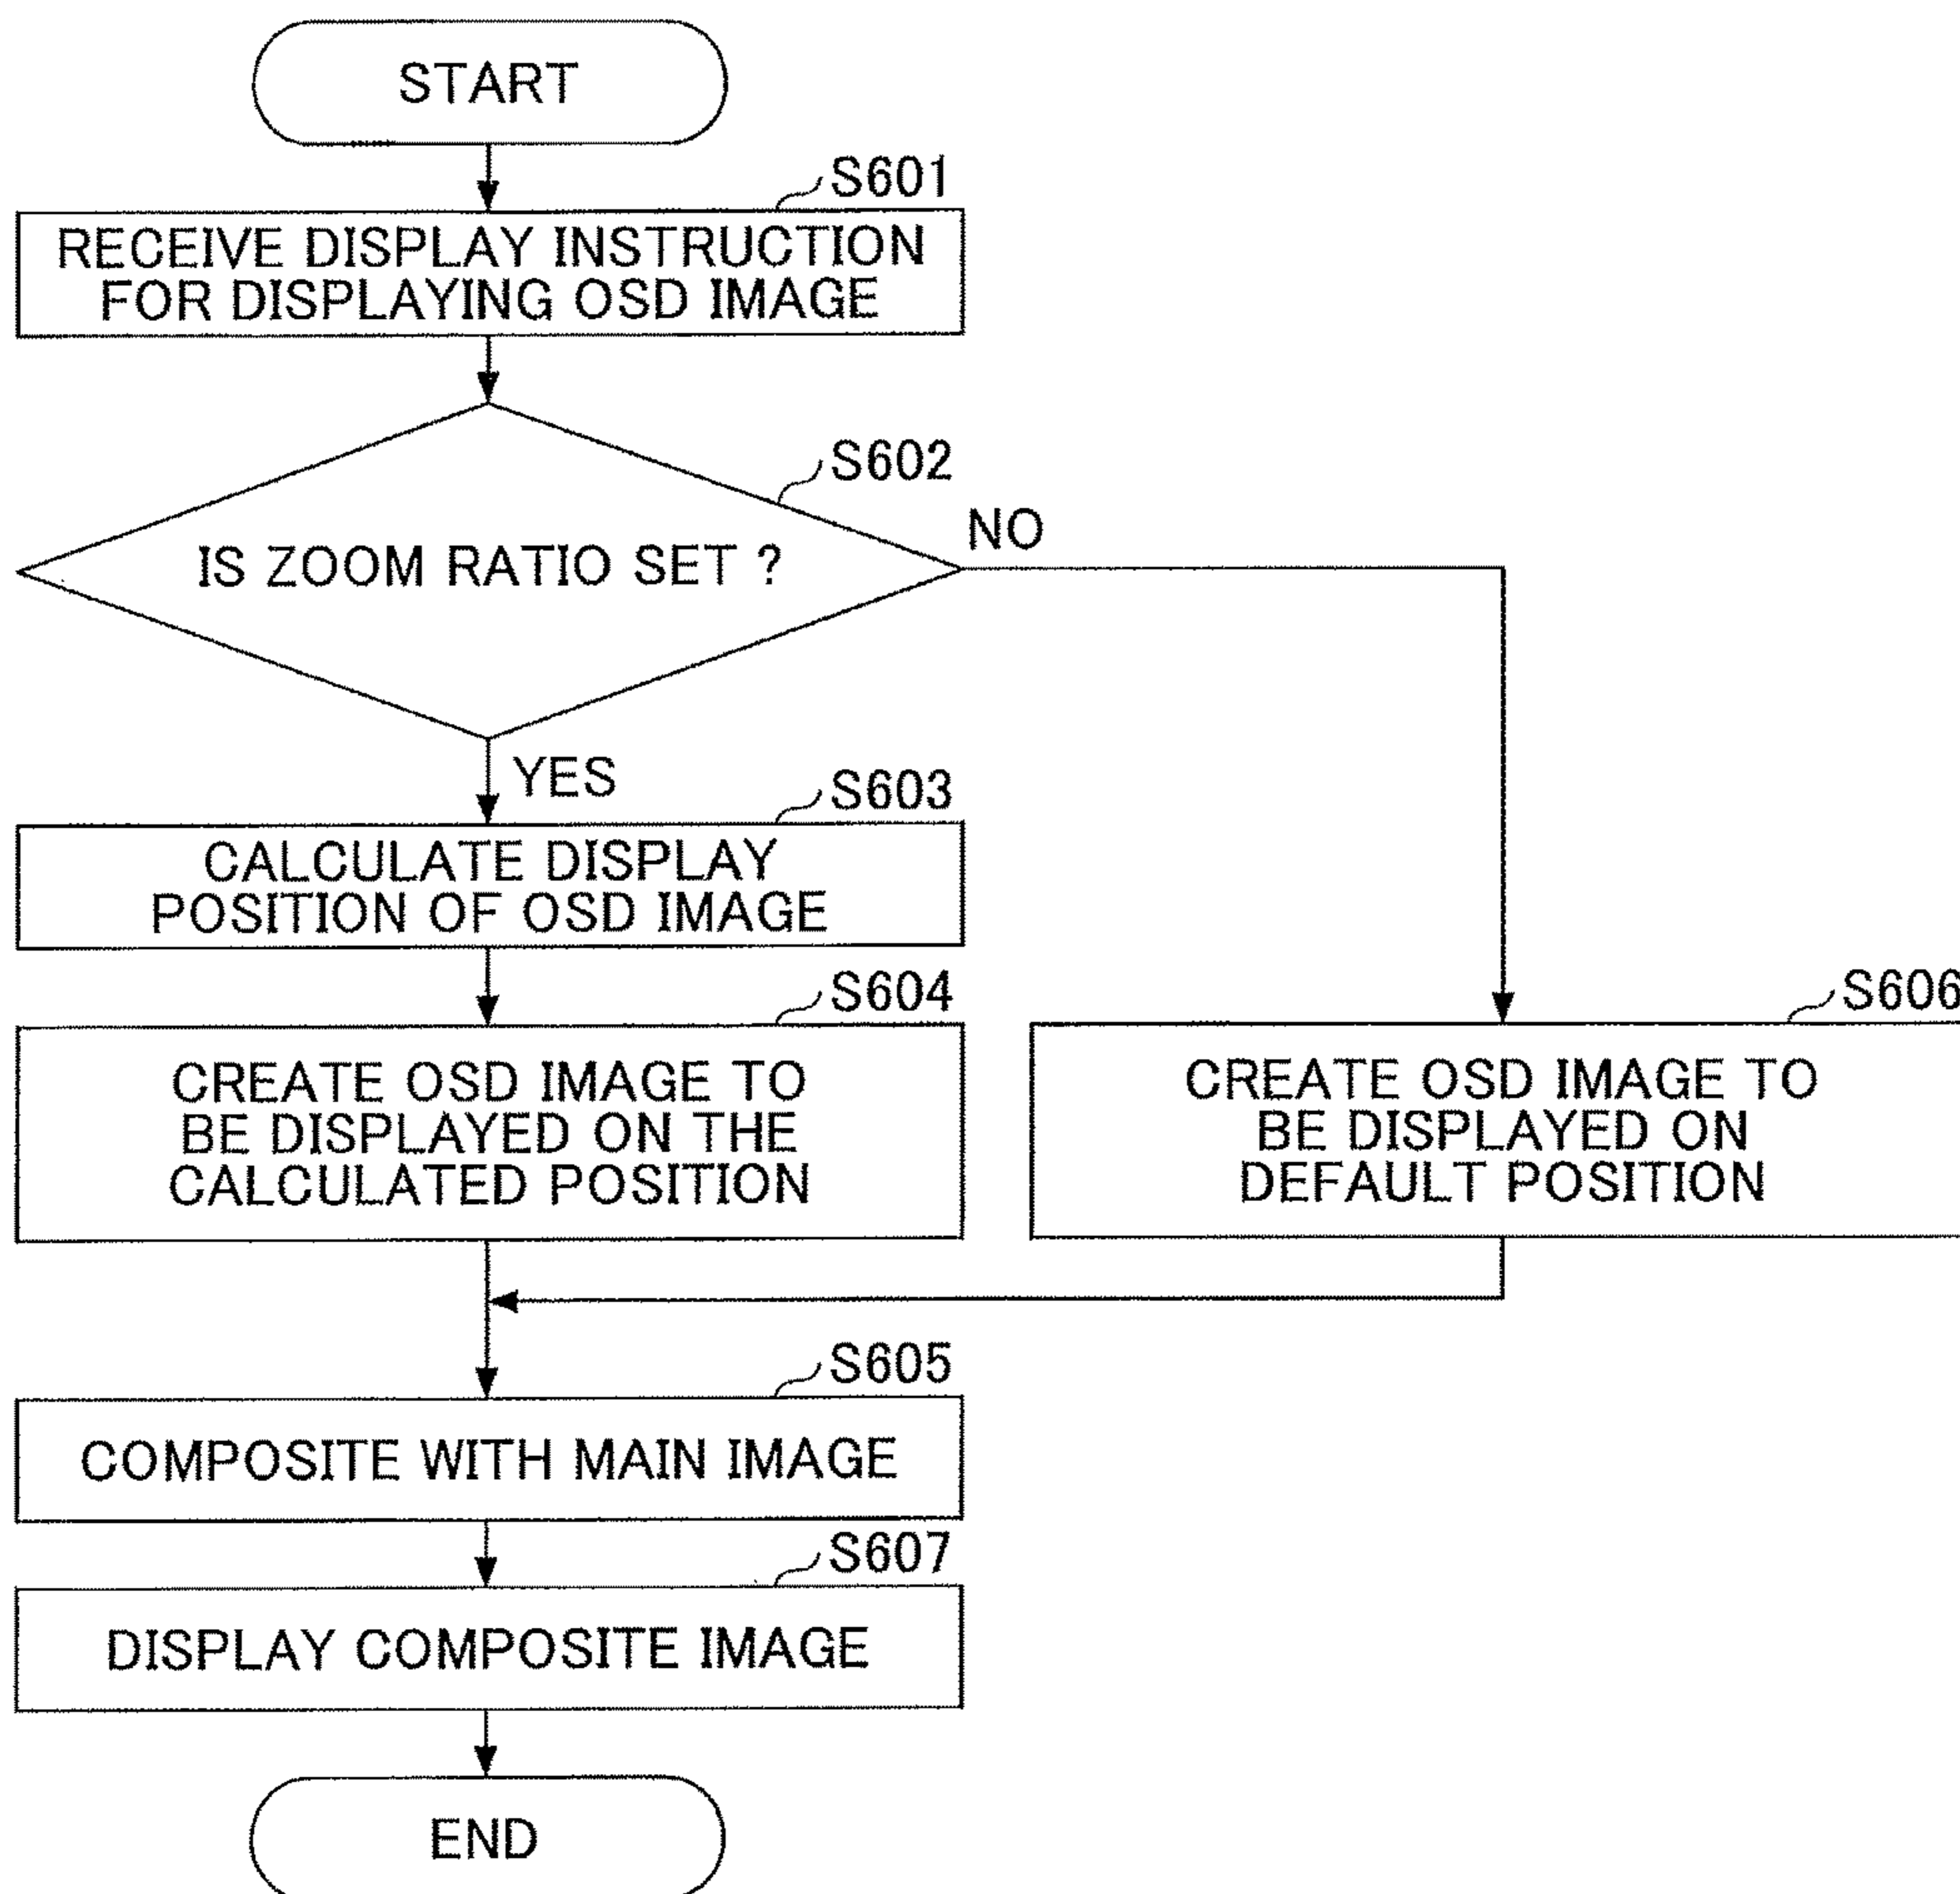 START
S601
RECEIVE DISPLAY INSTRUCTION
FOR DISPLAYING OSD IMAGE
S602
IS ZOOM RATIO SET ?
NO
YES
S603
CALCULATE DISPLAY
POSITION OF OSD IMAGE
S604
CREATE OSD IMAGE TO
BE DISPLAYED ON THE
CALCULATED POSITION
S606
CREATE OSD IMAGE TO
BE DISPLAYED ON
DEFAULT POSITION
S605
COMPOSITE WITH MAIN IMAGE
S607
DISPLAY COMPOSITE IMAGE
END